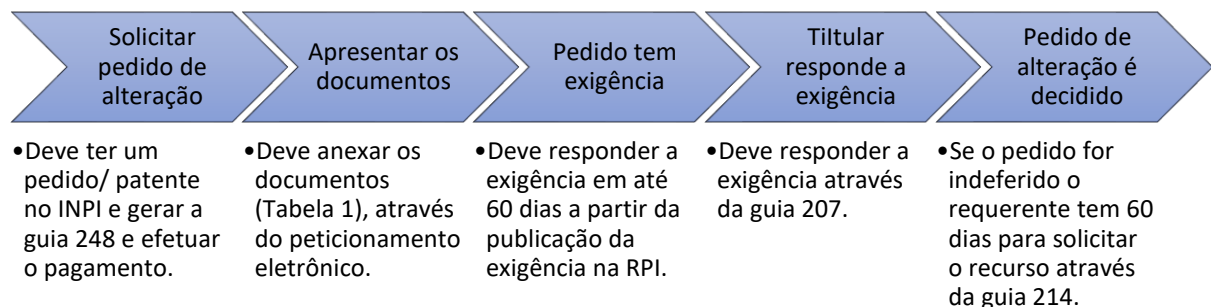 Solicitar
pedido de
alteração
Apresentar os
documentos
Pedido tem
exigência
TiItular
responde a
exigência
Pedido de
alteração é
decidido
•Deve ter um
pedido/ patente
no INPI e gerar a
guia 248 e efetuar
o pagamento.
•Deve anexar os
documentos
(Tabela 1), através
do peticionamento
eletrônico.
•Deve responder a
exigência em até
60 dias a partir da
publicação da
exigência na RPI.
•Deve responder a
exigência através
da guia 207.
•Se o pedido for
indeferido o
requerente tem 60
dias para solicitar
o recurso através
da guia 214.